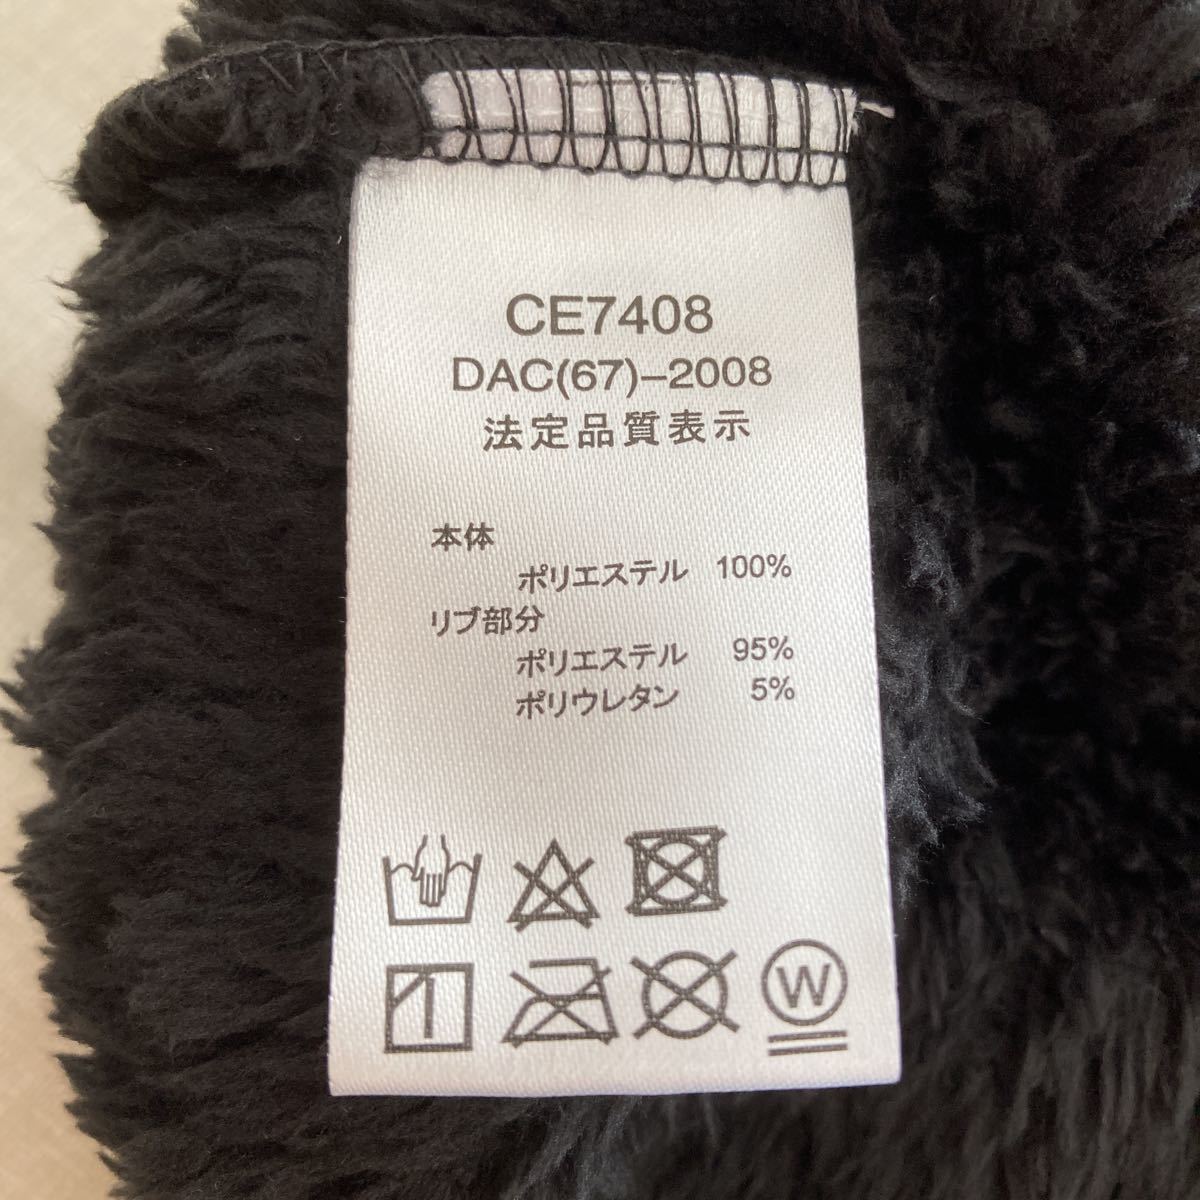 CE7408
DAC(67)–2008
法定品質表示
本体
ポリエステル 100%
リブ部分
ポリエステル 95%
ポリウレタン 5%
W